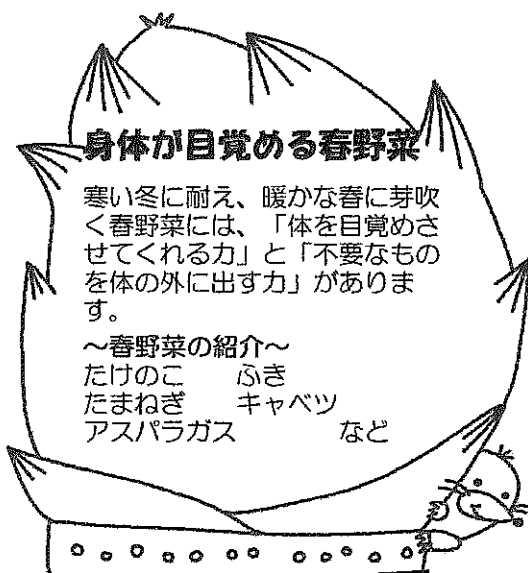 身体が目覚める春野菜
寒い冬に耐え、暖かな春に芽吹
く春野菜には、「体を目覚めさ
せてくれる力」と「不要なもの
を体の外に出す力」がありま
す。
～春野菜の紹介～
たけのこ　　ふき
たまねぎ　　キャベツ
アスパラガス　　　　など